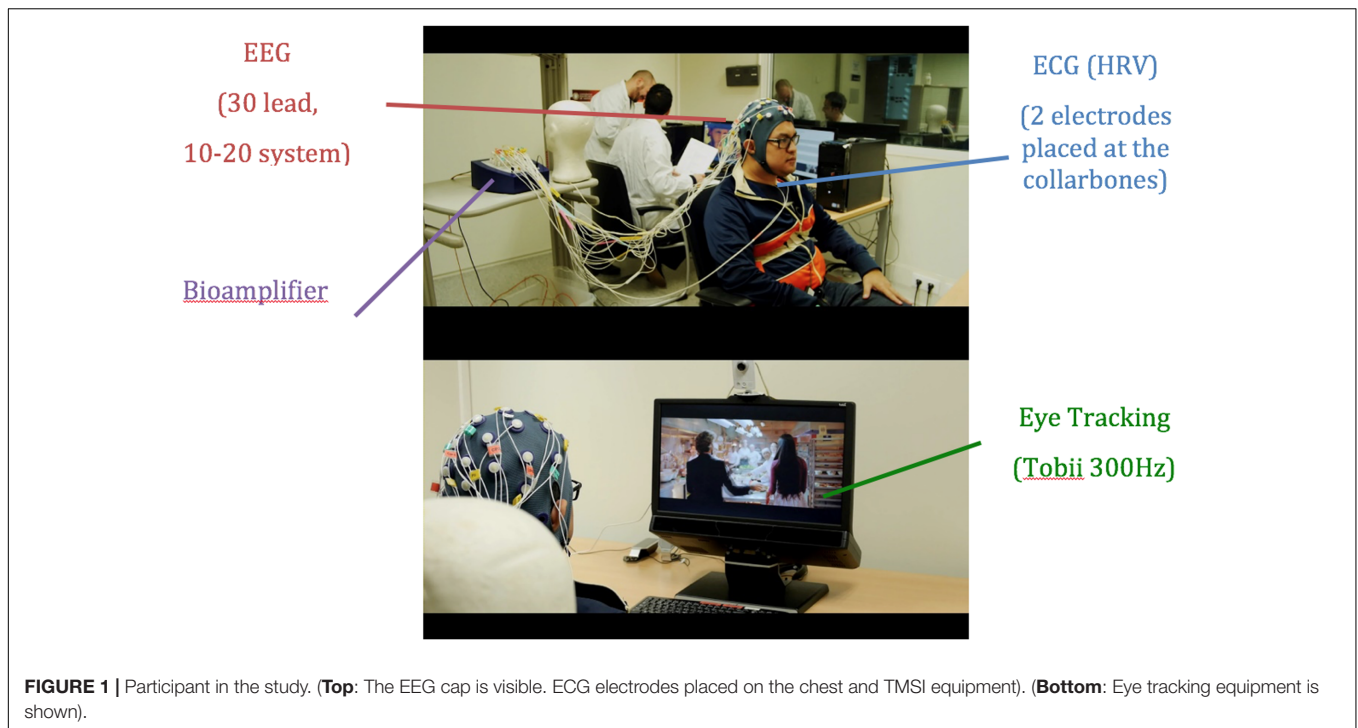 EEG
(30 lead,
10-20 system)
Bioamplifier
ECG (HRV)
(2 electrodes
placed at the
collarbones)
Eye Tracking
(Tobii 300Hz)
FIGURE 1 | Participant in the study. (Top: The EEG cap is visible. ECG electrodes placed on the chest and TMSI equipment). (Bottom: Eye tracking equipment is
shown).